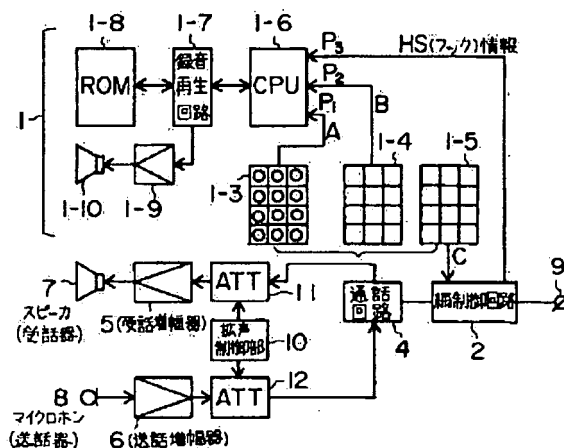 1-8
1-7
1-6
ROM
録音
再生
回路
CPU
P3
HS(フック)情報
P2
P1
1
A
B
1-3
1-4
1-5
1-10
1-9
C
7
スピーカ
(受話器)
5(受話増幅器)
ATT
11
拡声
制御部
10
通話
回路
4
網制御回路
2
9
8
マイクロホン
(送話器)
6(送話増幅器)
ATT
12